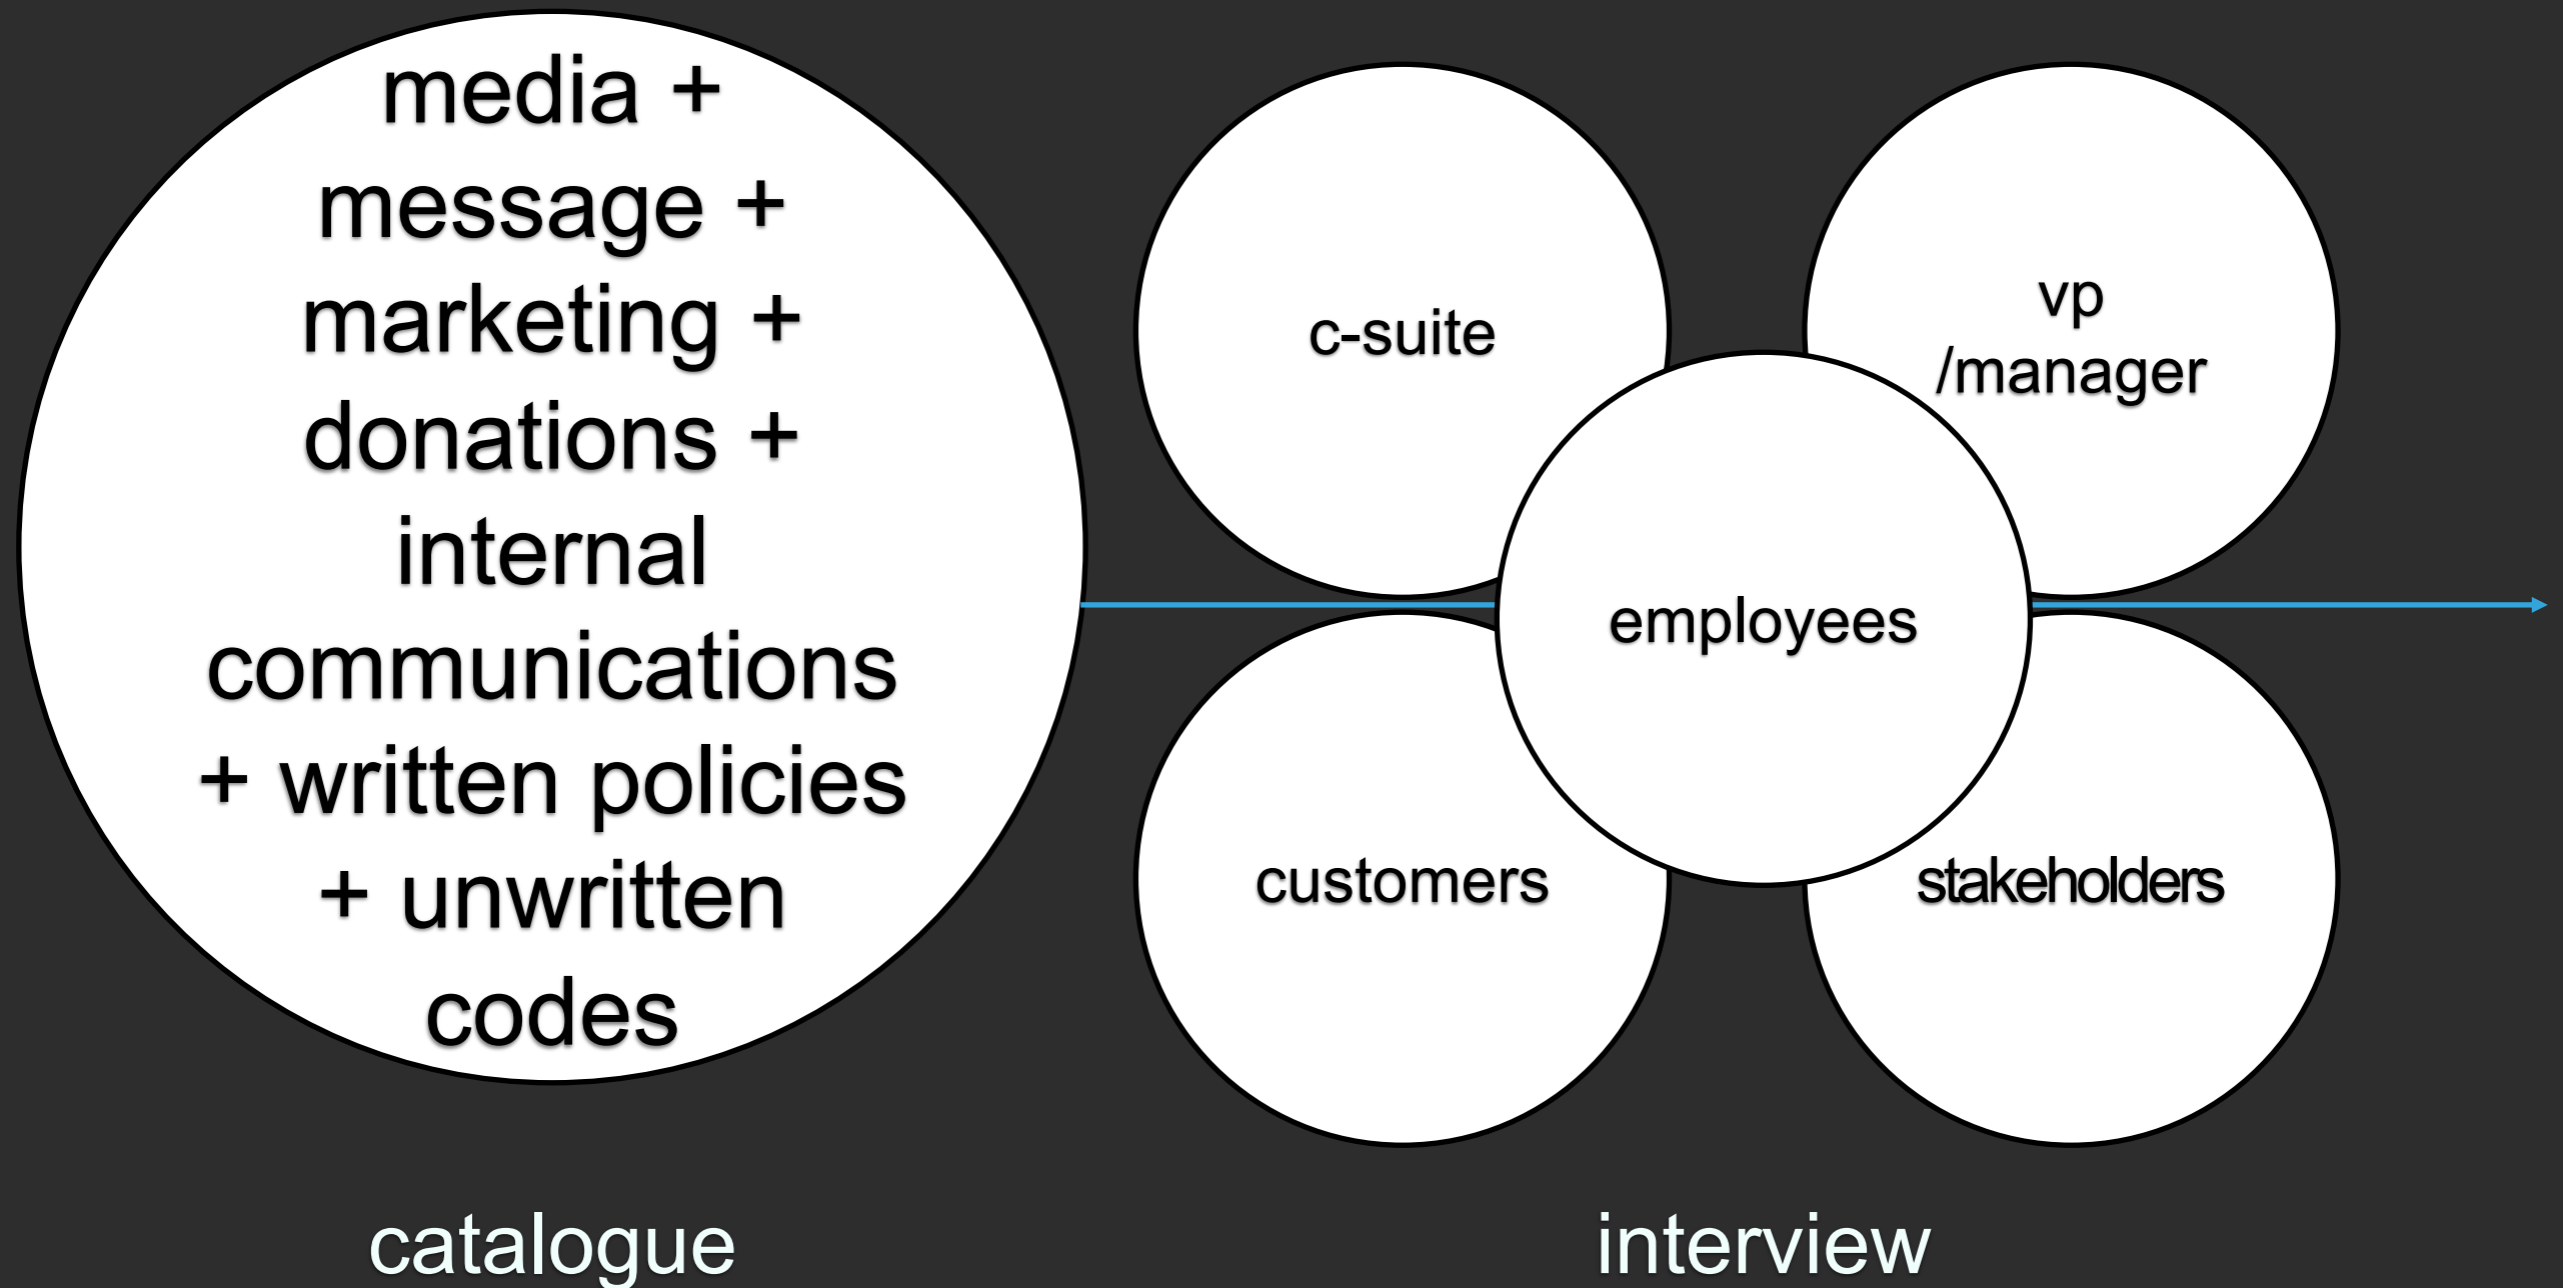 media +
message +
marketing +
donations +
internal
communications
+ written policies
+ unwritten
codes
c-suite
vp
/manager
employees
customers
stakeholders
catalogue
interview